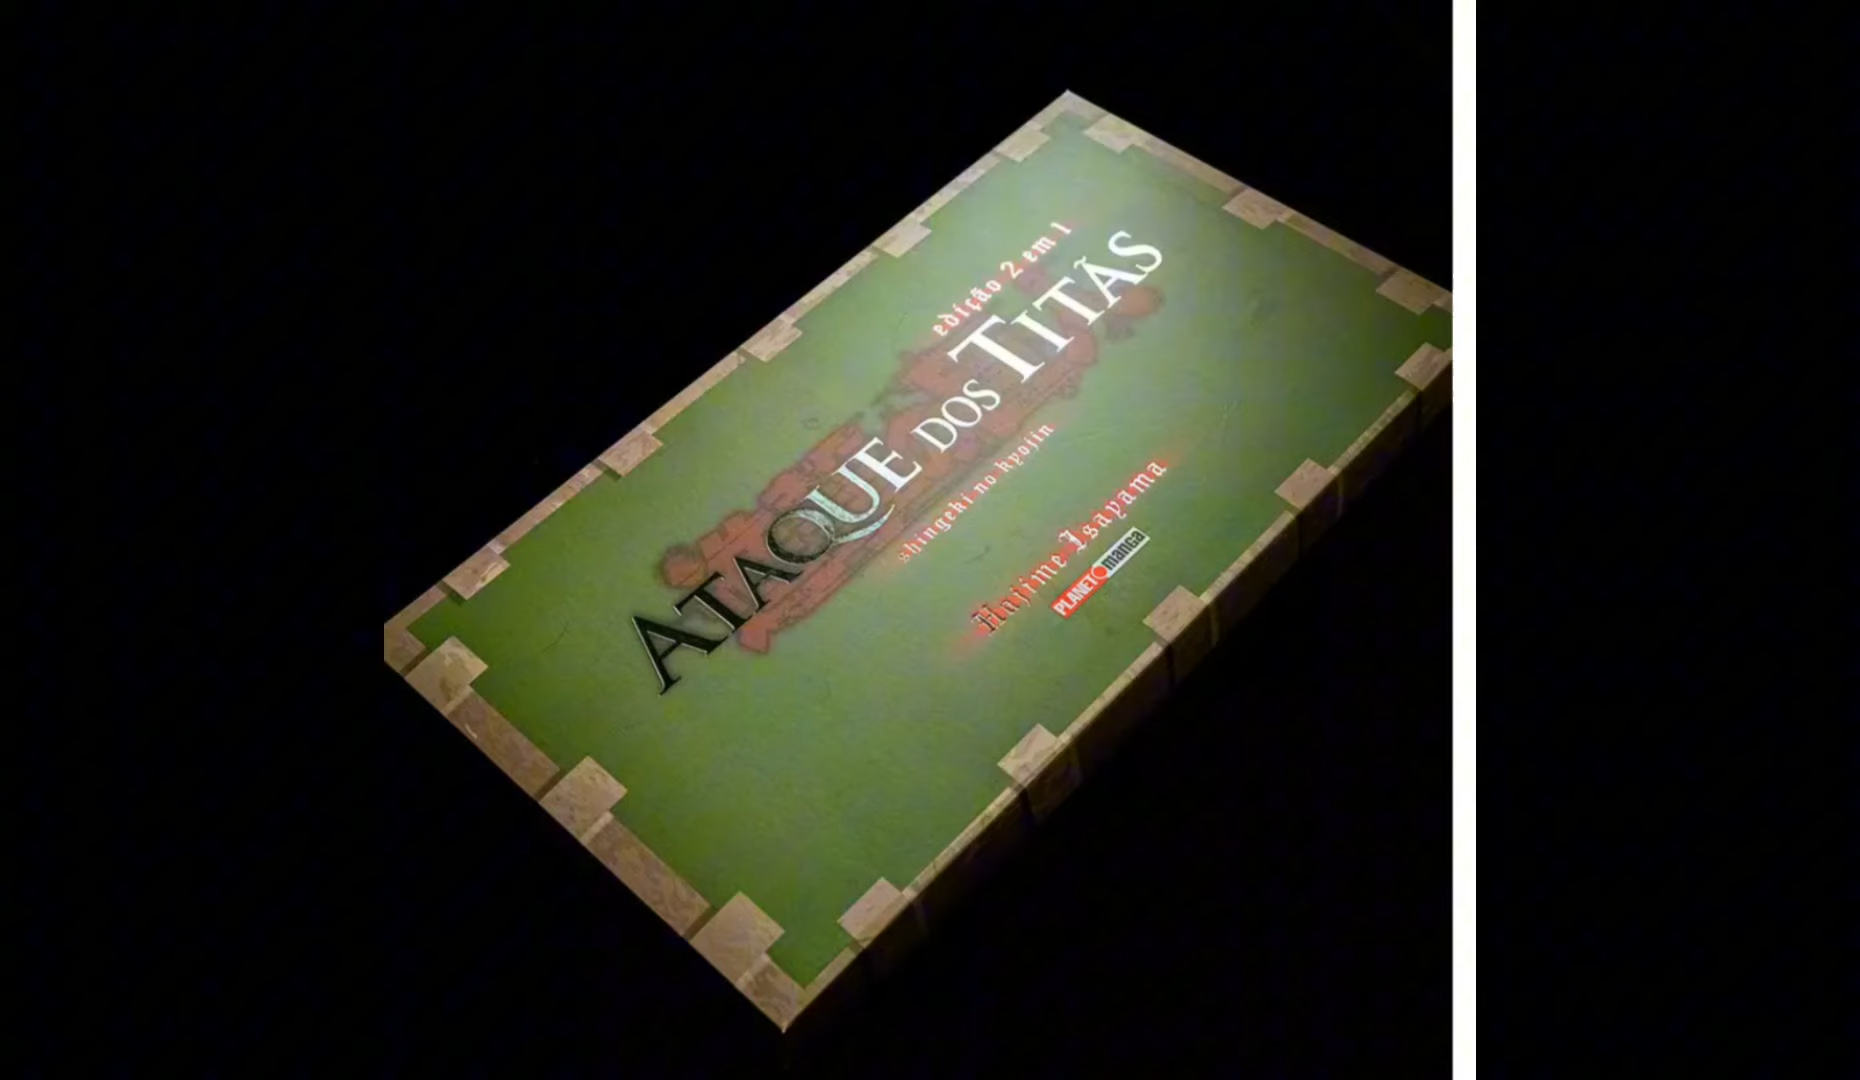 edição 2 em 1
ATAQUE DOS TITÃS
shingeki no kyojin
Hajime Isayama
PLANET manga